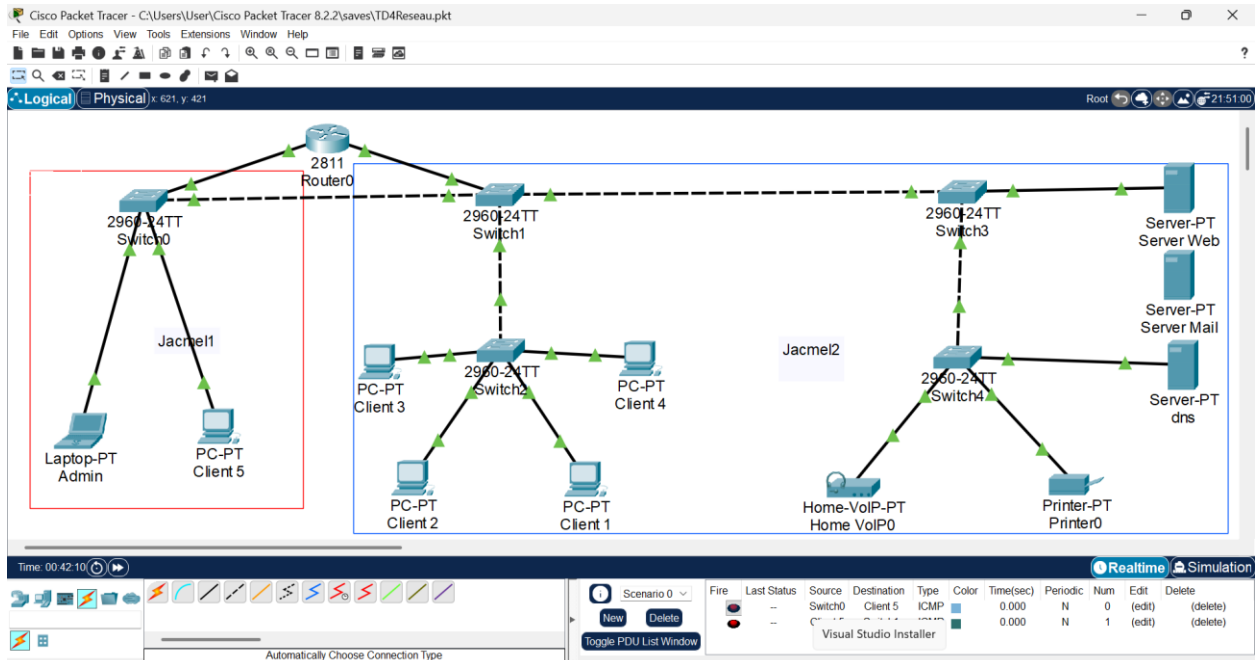 Cisco Packet Tracer - C:\Users\User\Cisco Packet Tracer 8.2.2\saves\TD4Reseau.pkt
File Edit Options View Tools Extensions Window Help
?
Logical Physical x: 621, y: 421
Root 21:51:00
2811
Router0
2960-24TT
Switch0
2960-24TT
Switch1
2960-24TT
Switch3
Server-PT
Server Web
Server-PT
Server Mail
Jacmel1
Jacmel2
PC-PT
Client 3
2960-24TT
Switch2
PC-PT
Client 4
2960-24TT
Switch4
Server-PT
dns
Laptop-PT
Admin
PC-PT
Client 5
PC-PT
Client 2
PC-PT
Client 1
Home-VoIP-PT
Home VoIP0
Printer-PT
Printer0
Time: 00:42:10
Realtime Simulation
Scenario 0
New Delete
Toggle PDU List Window
Fire Last Status Source Destination Type Color Time(sec) Periodic Num Edit Delete
-- Switch0 Client 5 ICMP 0.000 N 0 (edit) (delete)
-- 0.000 N 1 (edit) (delete)
Visual Studio Installer
Automatically Choose Connection Type